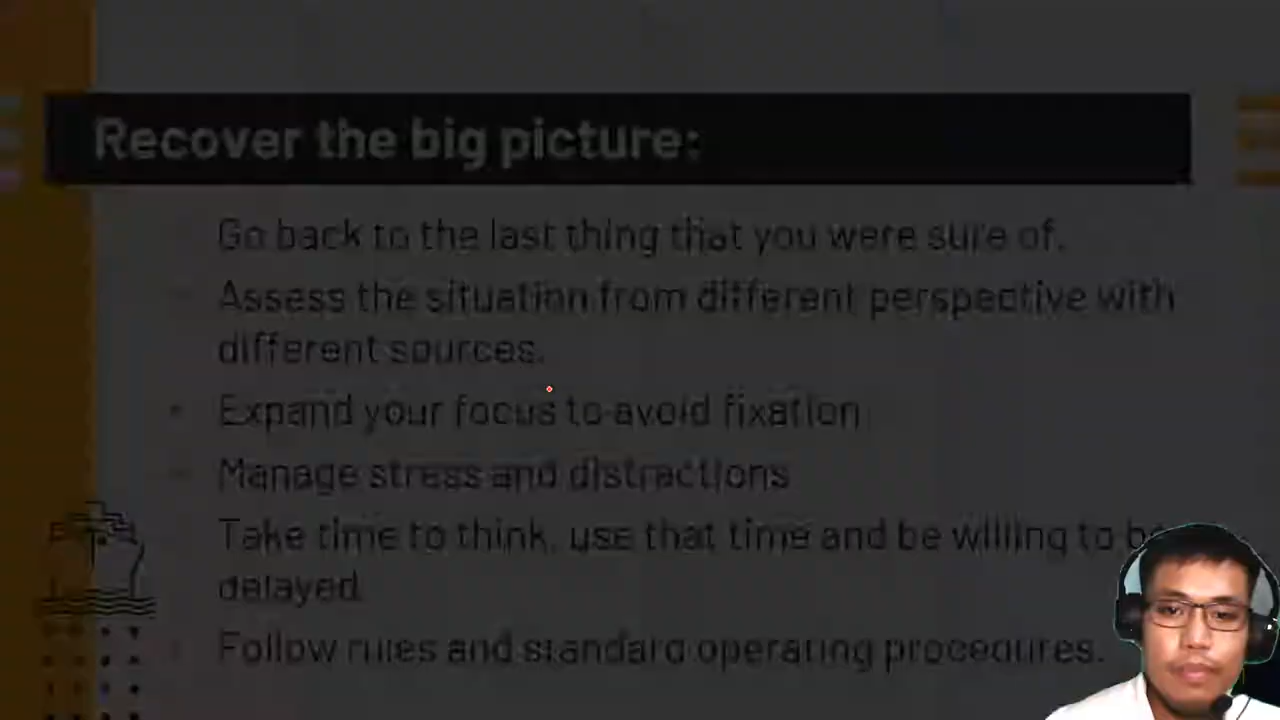 Recover the big picture:
Go back to the last thing that you were sure of.
Assess the situation from different perspective with
different sources.
Expand your focus to avoid fixation
Manage stress and distractions
Take time to think, use that time and be willing to be
delayed.
Follow rules and standard operating procedures.